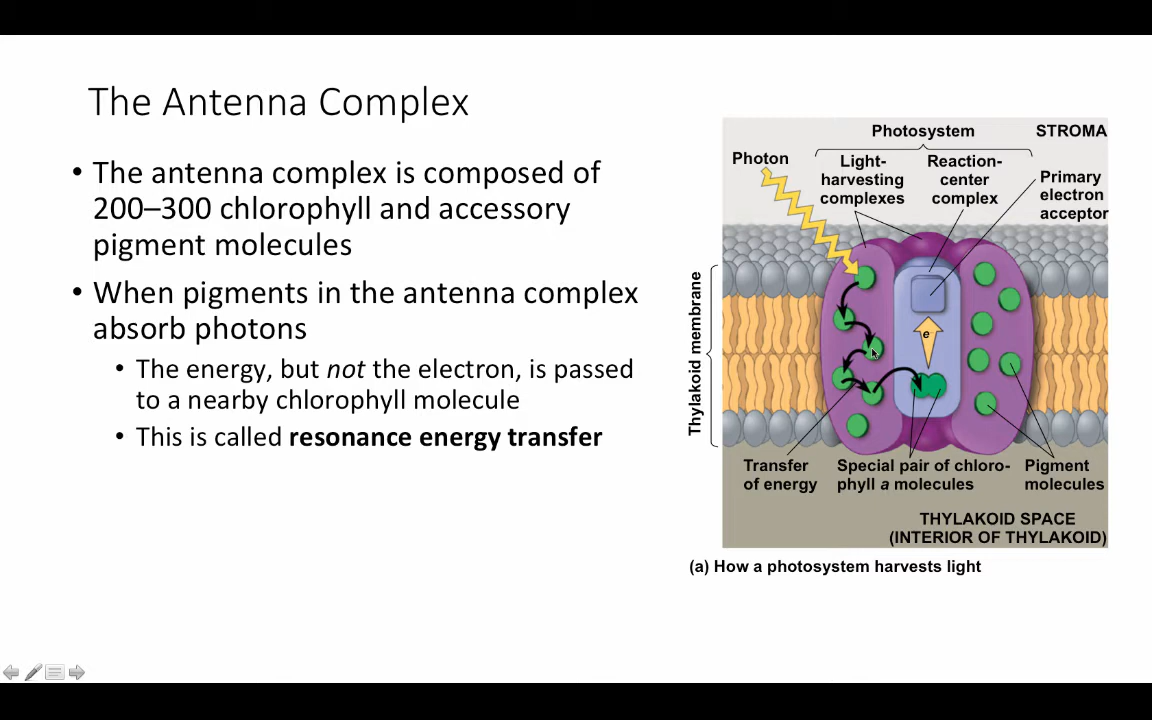 The Antenna Complex
• The antenna complex is composed of
200–300 chlorophyll and accessory
pigment molecules
• When pigments in the antenna complex
absorb photons
• The energy, but not the electron, is passed
to a nearby chlorophyll molecule
• This is called resonance energy transfer
Photosystem
STROMA
Photon
Light-
harvesting
complexes
Reaction-
center
complex
Primary
electron
acceptor
Thylakoid membrane
e⁻
Transfer
of energy
Special pair of chloro-
phyll a molecules
Pigment
molecules
THYLAKOID SPACE
(INTERIOR OF THYLAKOID)
(a) How a photosystem harvests light